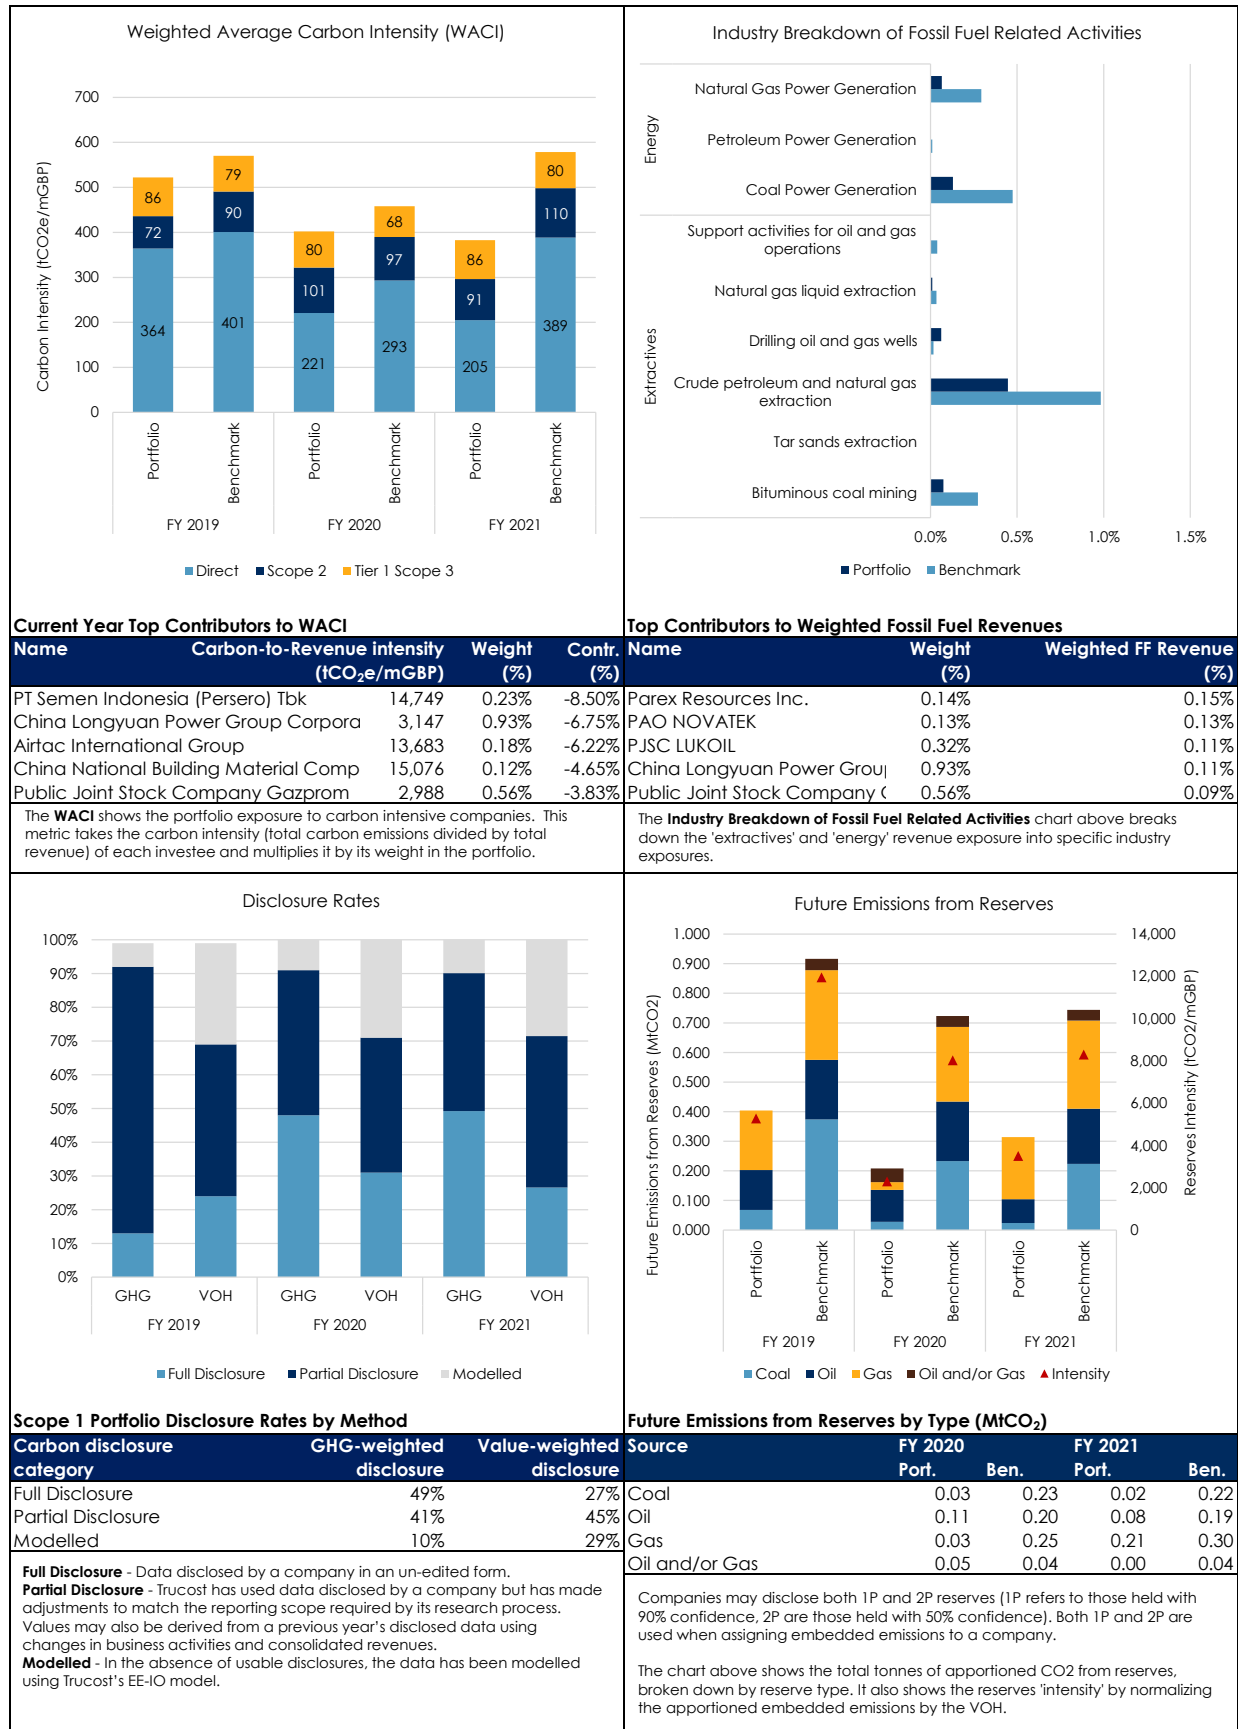 Weighted Average Carbon Intensity (WACI)
Carbon Intensity (tCO2e/mGBP)
700
600
500
400
300
200
100
0
86
72
364
79
90
401
80
101
221
68
97
293
86
91
205
80
110
389
Portfolio
Benchmark
Portfolio
Benchmark
Portfolio
Benchmark
FY 2019
FY 2020
FY 2021
Direct
Scope 2
Tier 1 Scope 3
Industry Breakdown of Fossil Fuel Related Activities
Energy
Natural Gas Power Generation
Petroleum Power Generation
Coal Power Generation
Extractives
Support activities for oil and gas
operations
Natural gas liquid extraction
Drilling oil and gas wells
Crude petroleum and natural gas
extraction
Tar sands extraction
Bituminous coal mining
0.0%
0.5%
1.0%
1.5%
Portfolio
Benchmark
Current Year Top Contributors to WACI
Name Carbon-to-Revenue intensity Weight Contr.
(tCO2e/mGBP) (%) (%)
PT Semen Indonesia (Persero) Tbk 14,749 0.23% -8.50%
China Longyuan Power Group Corpora 3,147 0.93% -6.75%
Airtac International Group 13,683 0.18% -6.22%
China National Building Material Comp 15,076 0.12% -4.65%
Public Joint Stock Company Gazprom 2,988 0.56% -3.83%
The WACI shows the portfolio exposure to carbon intensive companies. This
metric takes the carbon intensity (total carbon emissions divided by total
revenue) of each investee and multiplies it by its weight in the portfolio.
Top Contributors to Weighted Fossil Fuel Revenues
Name Weight Weighted FF Revenue
(%) (%)
Parex Resources Inc. 0.14% 0.15%
PAO NOVATEK 0.13% 0.13%
PJSC LUKOIL 0.32% 0.11%
China Longyuan Power Grou 0.93% 0.11%
Public Joint Stock Company 0.56% 0.09%
The Industry Breakdown of Fossil Fuel Related Activities chart above breaks
down the 'extractives' and 'energy' revenue exposure into specific industry
exposures.
Disclosure Rates
100%
90%
80%
70%
60%
50%
40%
30%
20%
10%
0%
GHG
VOH
GHG
VOH
GHG
VOH
FY 2019
FY 2020
FY 2021
Full Disclosure
Partial Disclosure
Modelled
Future Emissions from Reserves
Future Emissions from Reserves (MtCO2)
1.000
0.900
0.800
0.700
0.600
0.500
0.400
0.300
0.200
0.100
0.000
14,000
12,000
10,000
8,000
6,000
4,000
2,000
0
Reserves Intensity (tCO2/mGBP)
Portfolio
Benchmark
Portfolio
Benchmark
Portfolio
Benchmark
FY 2019
FY 2020
FY 2021
Coal
Oil
Gas
Oil and/or Gas
Intensity
Scope 1 Portfolio Disclosure Rates by Method
Carbon disclosure GHG-weighted Value-weighted
category disclosure disclosure
Full Disclosure 49% 27%
Partial Disclosure 41% 45%
Modelled 10% 29%
Full Disclosure - Data disclosed by a company in an un-edited form.
Partial Disclosure - Trucost has used data disclosed by a company but has made
adjustments to match the reporting scope required by its research process.
Values may also be derived from a previous year's disclosed data using
changes in business activities and consolidated revenues.
Modelled - In the absence of usable disclosures, the data has been modelled
using Trucost's EE-IO model.
Future Emissions from Reserves by Type (MtCO2)
Source FY 2020 FY 2021
Port. Ben. Port. Ben.
Coal 0.03 0.23 0.02 0.22
Oil 0.11 0.20 0.08 0.19
Gas 0.03 0.25 0.21 0.30
Oil and/or Gas 0.05 0.04 0.00 0.04
Companies may disclose both 1P and 2P reserves (1P refers to those held with
90% confidence, 2P are those held with 50% confidence). Both 1P and 2P are
used when assigning embedded emissions to a company.
The chart above shows the total tonnes of apportioned CO2 from reserves,
broken down by reserve type. It also shows the reserves 'intensity' by normalizing
the apportioned embedded emissions by the VOH.